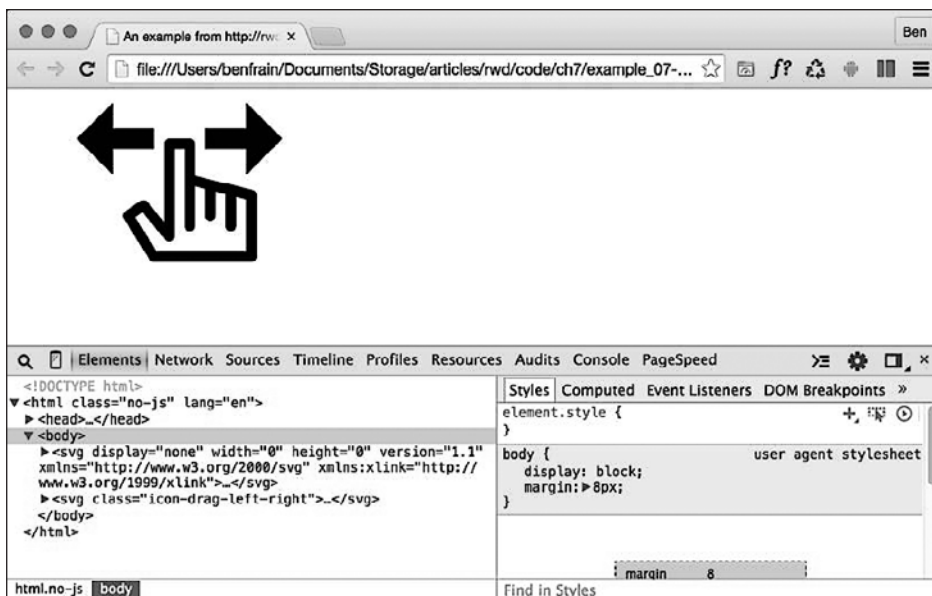 An example from http://rwd
Ben
file:///Users/benfrain/Documents/Storage/articles/rwd/code/ch7/example_07-...
f?
Elements Network Sources Timeline Profiles Resources Audits Console PageSpeed
<!DOCTYPE html>
<html class="no-js" lang="en">
<head>…</head>
<body>
<svg display="none" width="0" height="0" version="1.1"
xmlns="http://www.w3.org/2000/svg" xmlns:xlink="http://
www.w3.org/1999/xlink">…</svg>
<svg class="icon-drag-left-right">…</svg>
</body>
</html>
html.no-js body
Styles Computed Event Listeners DOM Breakpoints »
element.style {
}
body { user agent stylesheet
display: block;
margin: 8px;
}
margin 8
Find in Styles